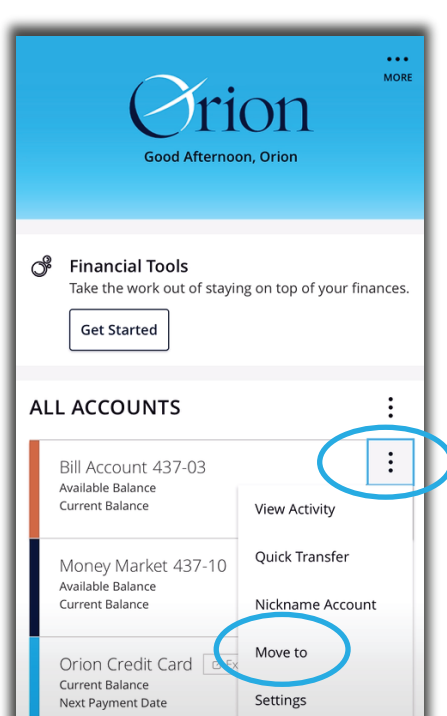 MORE
Orion
Good Afternoon, Orion
Financial Tools
Take the work out of staying on top of your finances.
Get Started
ALL ACCOUNTS
Bill Account 437-03
Available Balance
Current Balance
View Activity
Quick Transfer
Money Market 437-10
Available Balance
Current Balance
Nickname Account
Move to
Orion Credit Card
Current Balance
Next Payment Date
Settings